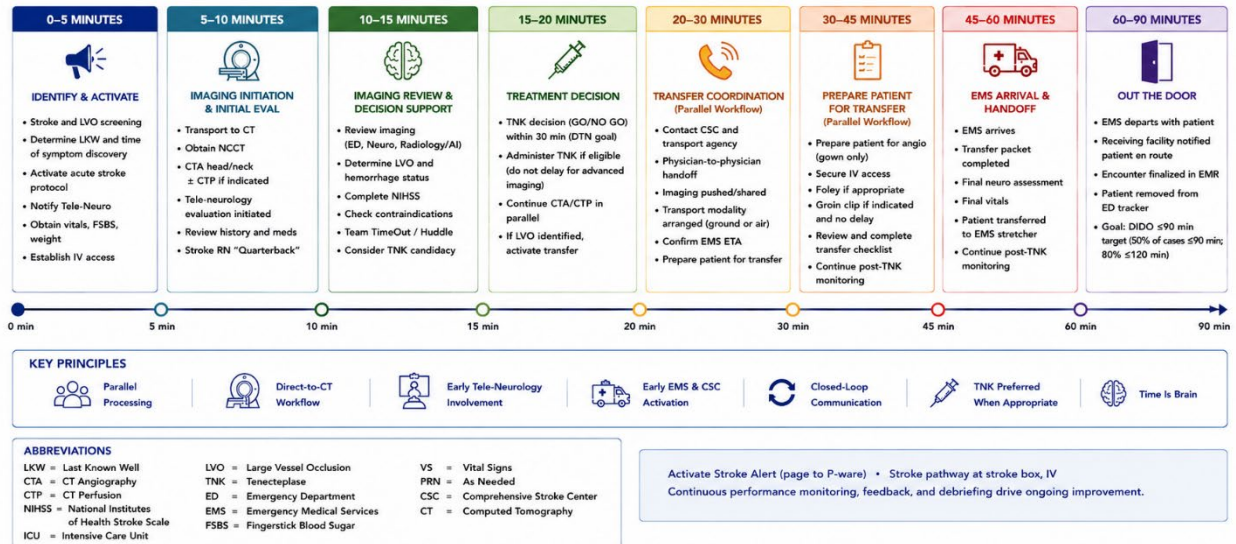 0–5 MINUTES
IDENTIFY & ACTIVATE
• Stroke and LVO screening
• Determine LKW and time
of symptom discovery
• Activate acute stroke
protocol
• Notify Tele-Neuro
• Obtain vitals, FSBS,
weight
• Establish IV access
5–10 MINUTES
IMAGING INITIATION
& INITIAL EVAL
• Transport to CT
• Obtain NCCT
• CTA head/neck
± CTP if indicated
• Tele-neurology
evaluation initiated
• Review history and meds
• Stroke RN “Quarterback”
10–15 MINUTES
IMAGING REVIEW &
DECISION SUPPORT
• Review imaging
(ED, Neuro, Radiology/AI)
• Determine LVO and
hemorrhage status
• Complete NIHSS
• Check contraindications
• Team TimeOut / Huddle
• Consider TNK candidacy
15–20 MINUTES
TREATMENT DECISION
• TNK decision (GO/NO GO)
within 30 min (DTN goal)
• Administer TNK if eligible
(do not delay for advanced
imaging)
• Continue CTA/CTP in
parallel
• If LVO identified,
activate transfer
20–30 MINUTES
TRANSFER COORDINATION
(Parallel Workflow)
• Contact CSC and
transport agency
• Physician-to-physician
handoff
• Imaging pushed/shared
• Transport modality
arranged (ground or air)
• Confirm EMS ETA
• Prepare patient for transfer
30–45 MINUTES
PREPARE PATIENT
FOR TRANSFER
(Parallel Workflow)
• Prepare patient for angio
(gown only)
• Secure IV access
• Foley if appropriate
• Groin clip if indicated
and no delay
• Review and complete
transfer checklist
• Continue post-TNK
monitoring
45–60 MINUTES
EMS ARRIVAL &
HANDOFF
• EMS arrives
• Transfer packet
completed
• Final neuro assessment
• Final vitals
• Patient transferred
to EMS stretcher
• Continue post-TNK
monitoring
60–90 MINUTES
OUT THE DOOR
• EMS departs with patient
• Receiving facility notified
patient en route
• Encounter finalized in EMR
• Patient removed from
ED tracker
• Goal: DIDO ≤90 min
target (50% of cases ≤90 min;
80% ≤120 min)
0 min
5 min
10 min
15 min
20 min
30 min
45 min
60 min
90 min
KEY PRINCIPLES
Parallel
Processing
Direct-to-CT
Workflow
Early Tele-Neurology
Involvement
Early EMS & CSC
Activation
Closed-Loop
Communication
TNK Preferred
When Appropriate
Time Is Brain
ABBREVIATIONS
LKW = Last Known Well
CTA = CT Angiography
CTP = CT Perfusion
NIHSS = National Institutes
of Health Stroke Scale
ICU = Intensive Care Unit
LVO = Large Vessel Occlusion
TNK = Tenecteplase
ED = Emergency Department
EMS = Emergency Medical Services
FSBS = Fingerstick Blood Sugar
VS = Vital Signs
PRN = As Needed
CSC = Comprehensive Stroke Center
CT = Computed Tomography
Activate Stroke Alert (page to P-ware) • Stroke pathway at stroke box, IV
Continuous performance monitoring, feedback, and debriefing drive ongoing improvement.